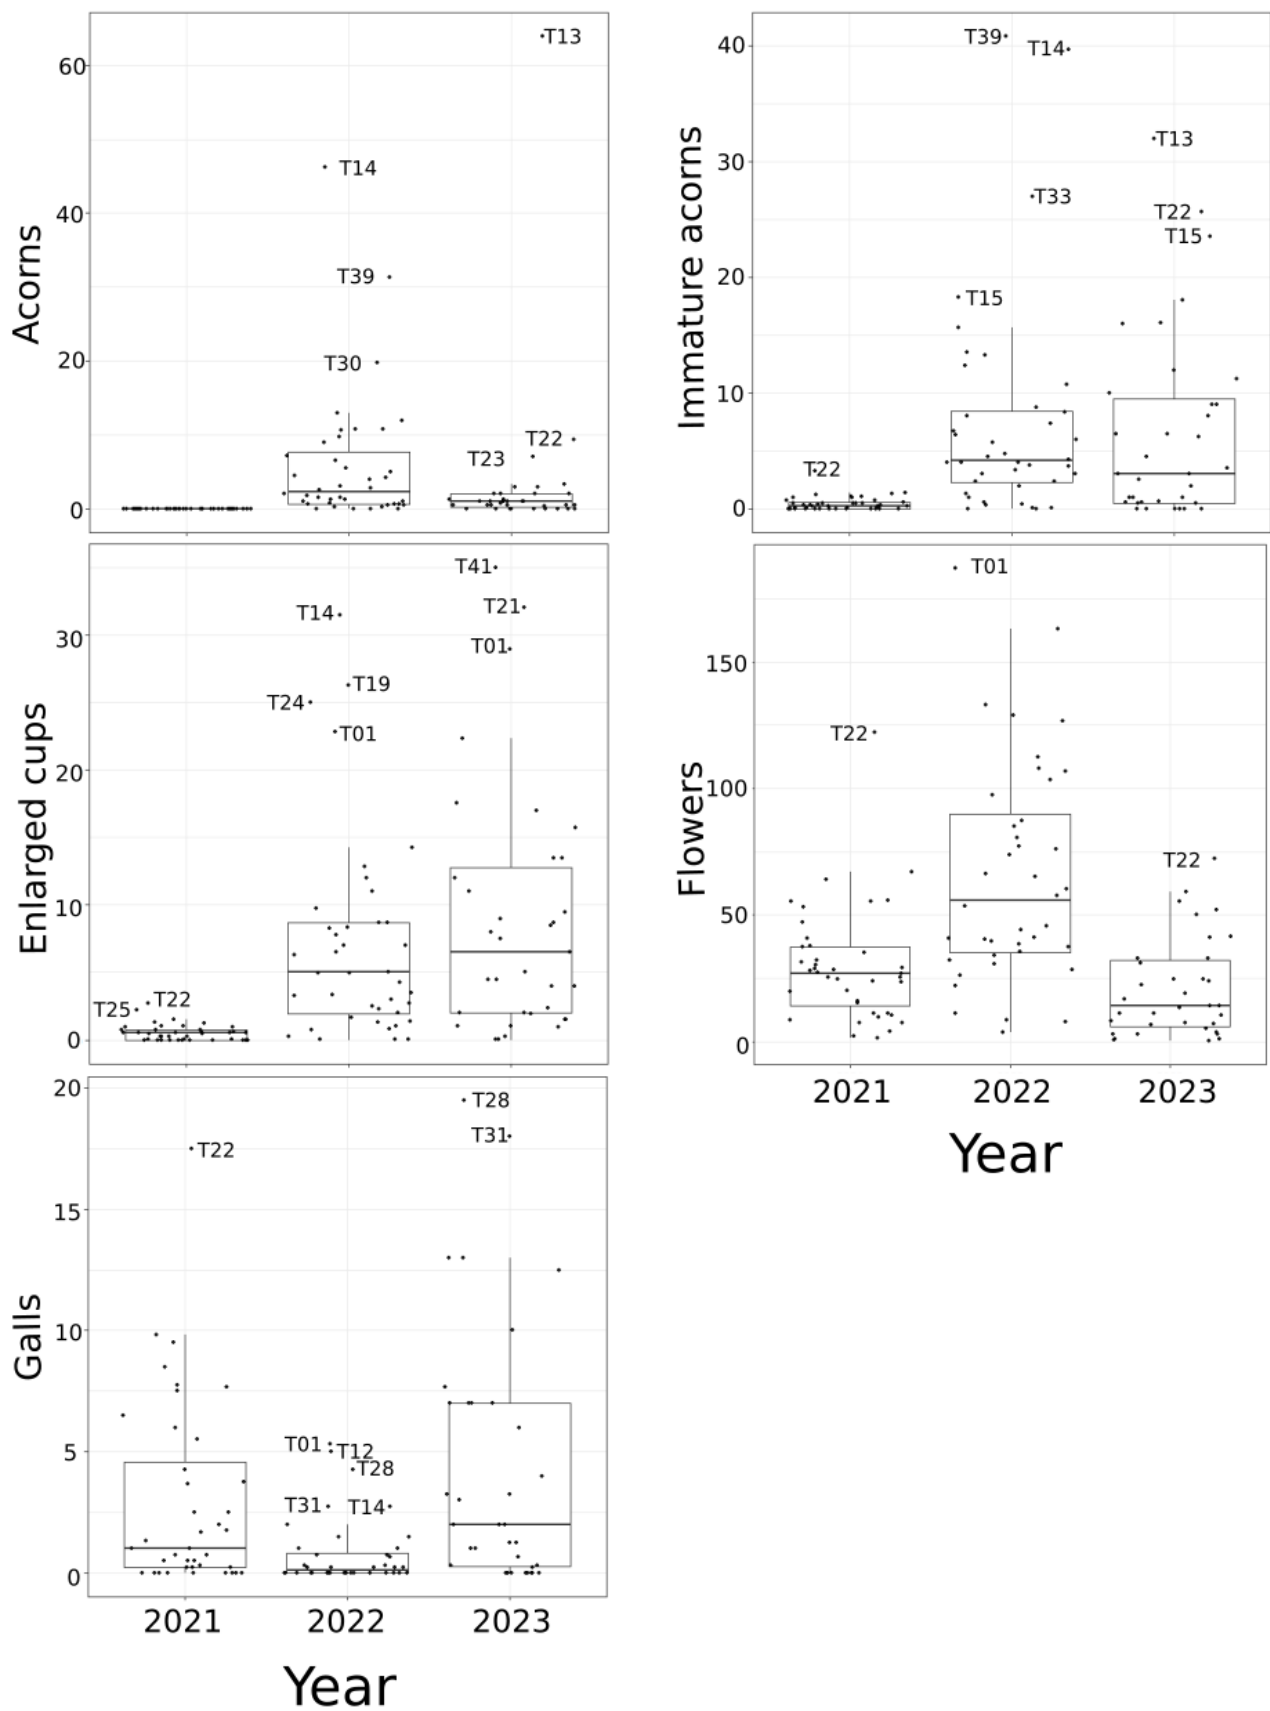 Acorns
60
40
20
0
T13
T14
T39
T30
T22
T23
Immature acorns
40
30
20
10
0
T39
T14
T13
T33
T22
T15
T15
T22
Enlarged cups
30
20
10
0
T41
T14
T21
T01
T19
T24
T01
T25
T22
Flowers
150
100
50
0
T01
T22
T22
2021
2022
2023
Year
Galls
20
15
10
5
0
T28
T31
T22
T01
T12
T28
T31
T14
2021
2022
2023
Year